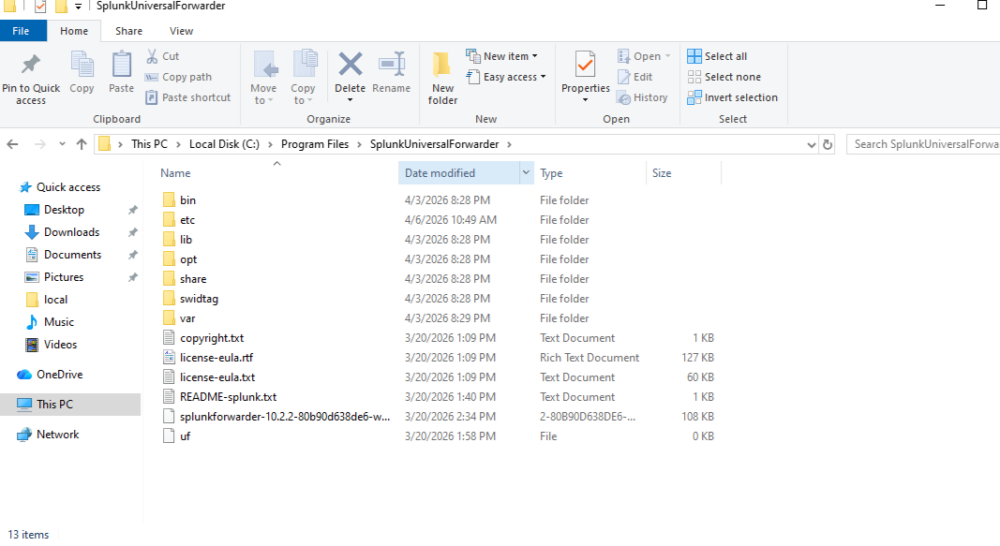 SplunkUniversalForwarder
File Home Share View
Pin to Quick access
Copy
Paste
Cut
Copy path
Paste shortcut
Clipboard
Move to
Copy to
Delete
Rename
Organize
New folder
New item
Easy access
New
Properties
Open
Edit
History
Open
Select all
Select none
Invert selection
Select
This PC > Local Disk (C:) > Program Files > SplunkUniversalForwarder >
Search SplunkUniversalForwa
Quick access
Desktop
Downloads
Documents
Pictures
local
Music
Videos
OneDrive
This PC
Network
Name Date modified Type Size
bin 4/3/2026 8:28 PM File folder
etc 4/6/2026 10:49 AM File folder
lib 4/3/2026 8:28 PM File folder
opt 4/3/2026 8:28 PM File folder
share 4/3/2026 8:28 PM File folder
swidtag 4/3/2026 8:28 PM File folder
var 4/3/2026 8:29 PM File folder
copyright.txt 3/20/2026 1:09 PM Text Document 1 KB
license-eula.rtf 3/20/2026 1:09 PM Rich Text Document 127 KB
license-eula.txt 3/20/2026 1:09 PM Text Document 60 KB
README-splunk.txt 3/20/2026 1:40 PM Text Document 1 KB
splunkforwarder-10.2.2-80b90d638de6-w... 3/20/2026 2:34 PM 2-80B90D638DE6-... 108 KB
uf 3/20/2026 1:58 PM File 0 KB
13 items